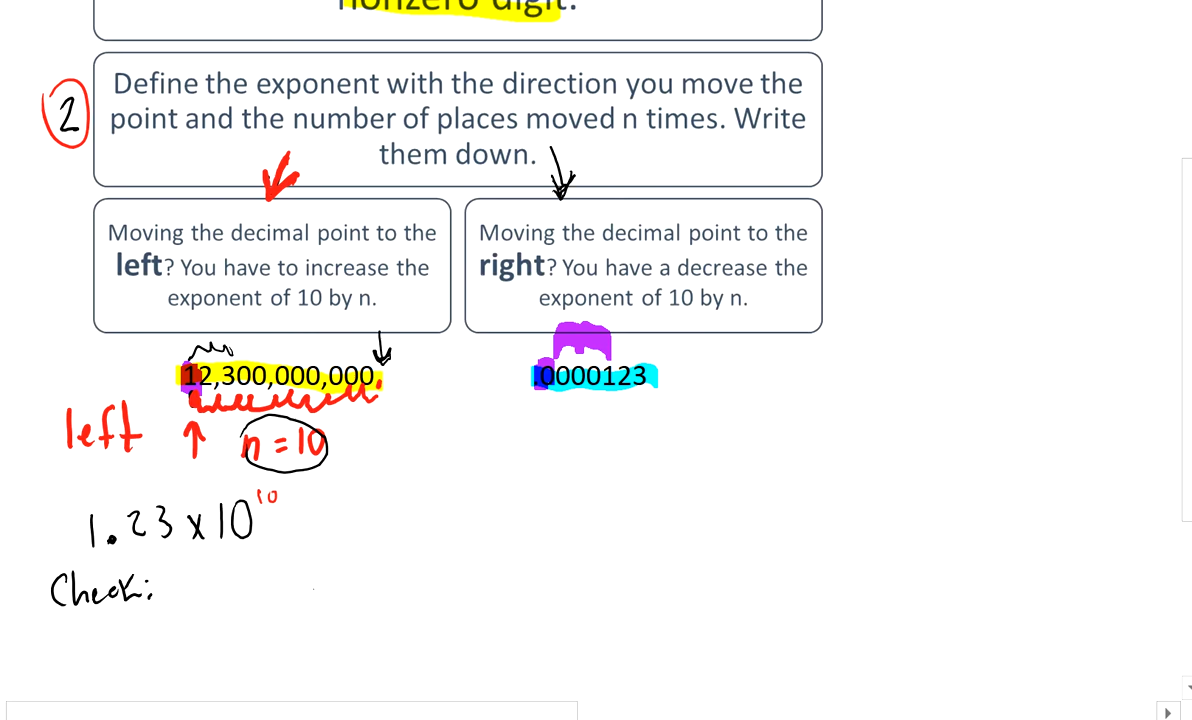 nonzero digit.
2
Define the exponent with the direction you move the
point and the number of places moved n times. Write
them down.
Moving the decimal point to the
left? You have to increase the
exponent of 10 by n.
Moving the decimal point to the
right? You have a decrease the
exponent of 10 by n.
12,300,000,000.
.0000123
left
n = 10
1.23 x 10¹⁰
Check: